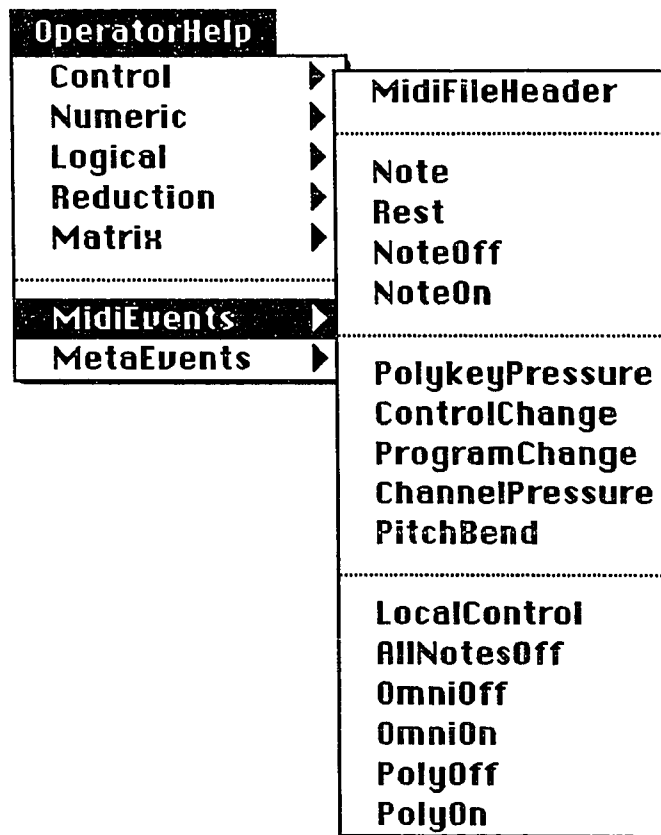 OperatorHelp
Control
Numeric
Logical
Reduction
Matrix
MidiEvents
MetaEvents
MidiFileHeader
Note
Rest
NoteOff
NoteOn
PolykeyPressure
ControlChange
ProgramChange
ChannelPressure
PitchBend
LocalControl
AllNotesOff
OmniOff
OmniOn
PolyOff
PolyOn